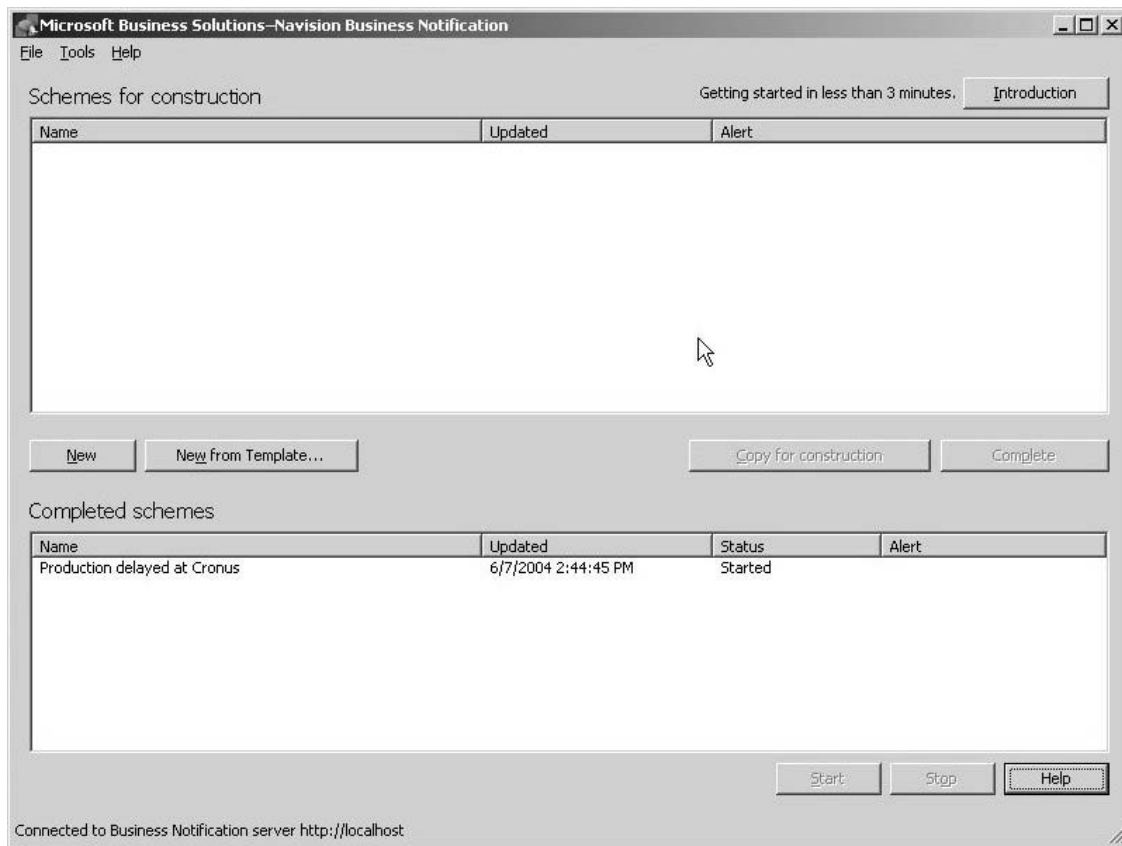 Microsoft Business Solutions–Navision Business Notification
File Tools Help
Schemes for construction
Getting started in less than 3 minutes. Introduction
Name Updated Alert
New New from Template... Copy for construction Complete
Completed schemes
Name Updated Status Alert
Production delayed at Cronus 6/7/2004 2:44:45 PM Started
Start Stop Help
Connected to Business Notification server http://localhost